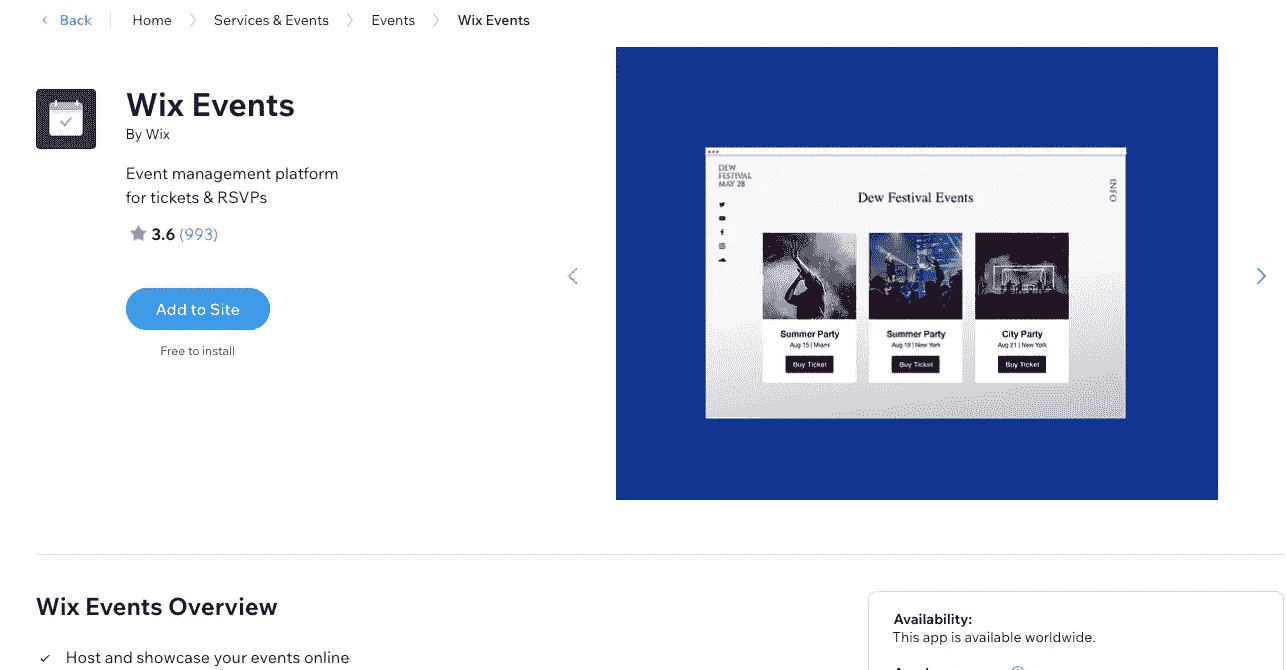 Back
Home
Services & Events
Events
Wix Events
Wix Events
By Wix
Event management platform
for tickets & RSVPs
3.6 (993)
Add to Site
Free to install
DEW
FESTIVAL
MAY 28
INFO
Dew Festival Events
Summer Party
Aug 15 | Miami
Buy Ticket
Summer Party
Aug 19 | New York
Buy Ticket
City Party
Aug 21 | New York
Buy Ticket
Wix Events Overview
Host and showcase your events online
Availability:
This app is available worldwide.